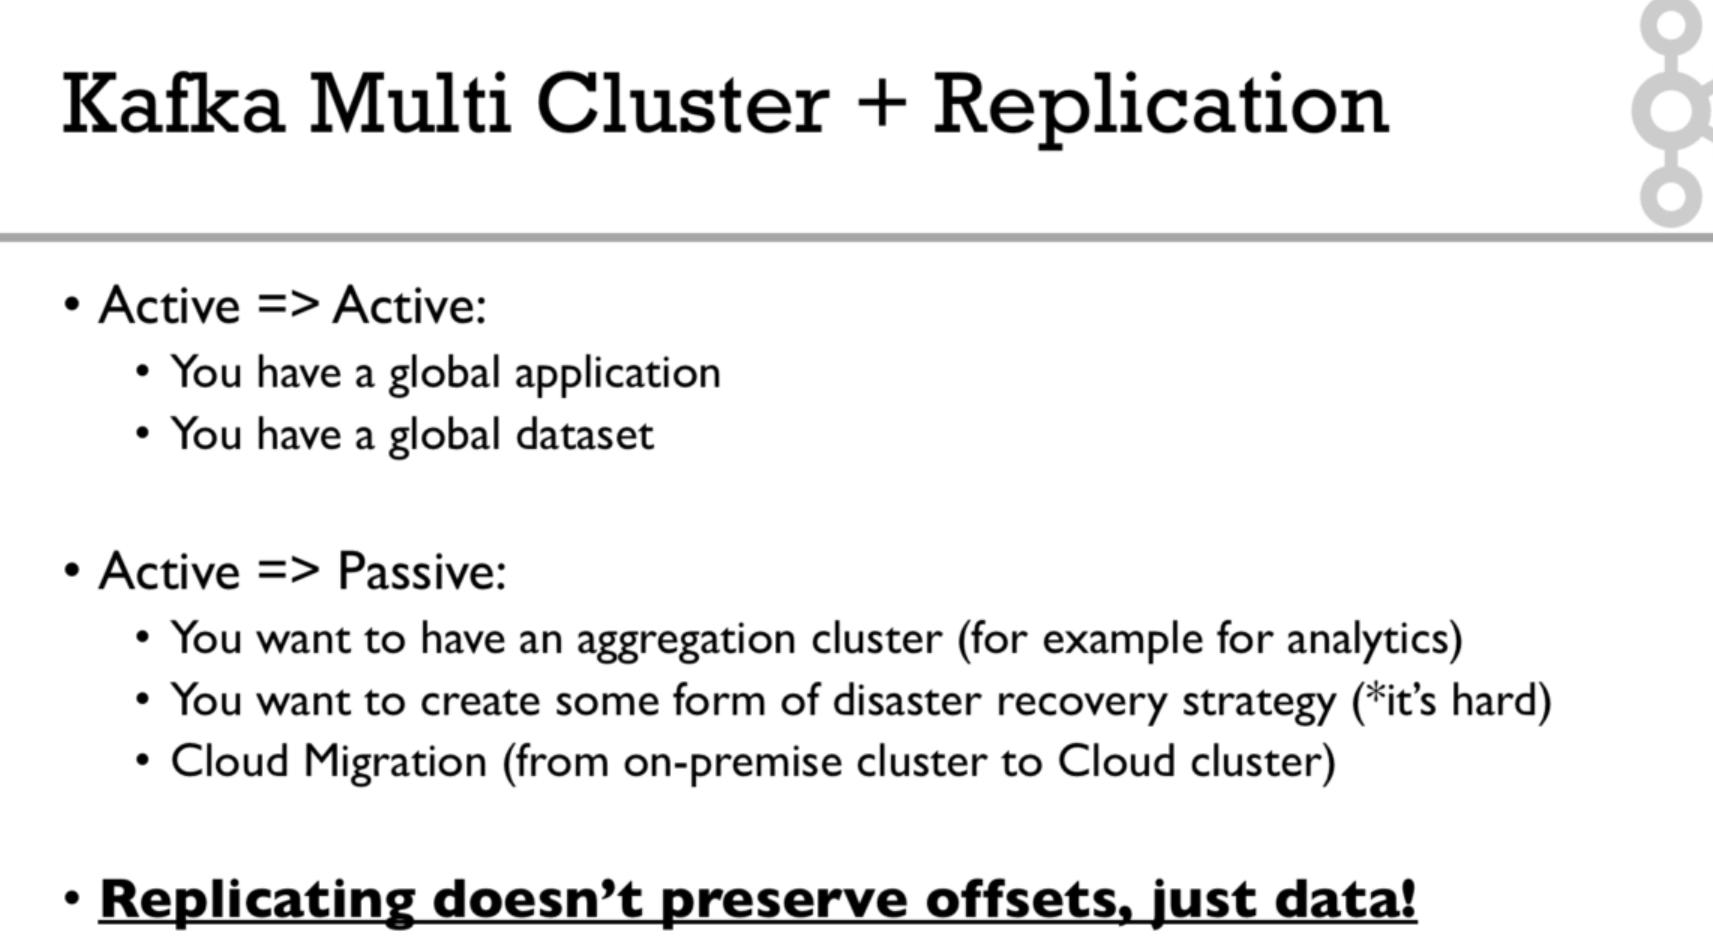 Kafka Multi Cluster + Replication
• Active => Active:
• You have a global application
• You have a global dataset
• Active => Passive:
• You want to have an aggregation cluster (for example for analytics)
• You want to create some form of disaster recovery strategy (*it’s hard)
• Cloud Migration (from on-premise cluster to Cloud cluster)
• Replicating doesn’t preserve offsets, just data!